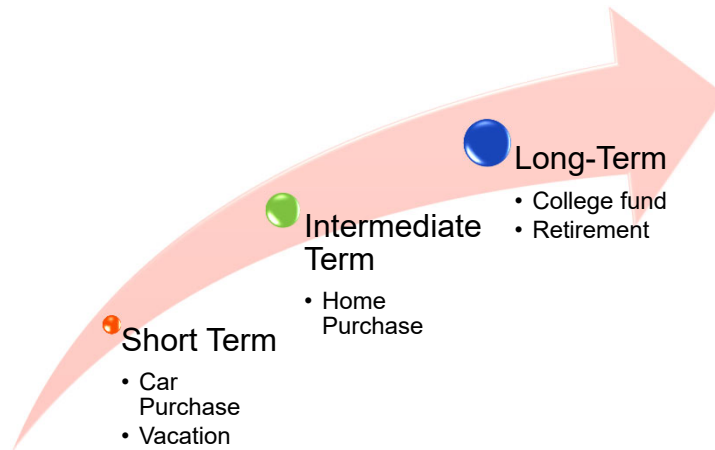 Short Term
• Car
Purchase
• Vacation
Intermediate
Term
• Home
Purchase
Long-Term
• College fund
• Retirement